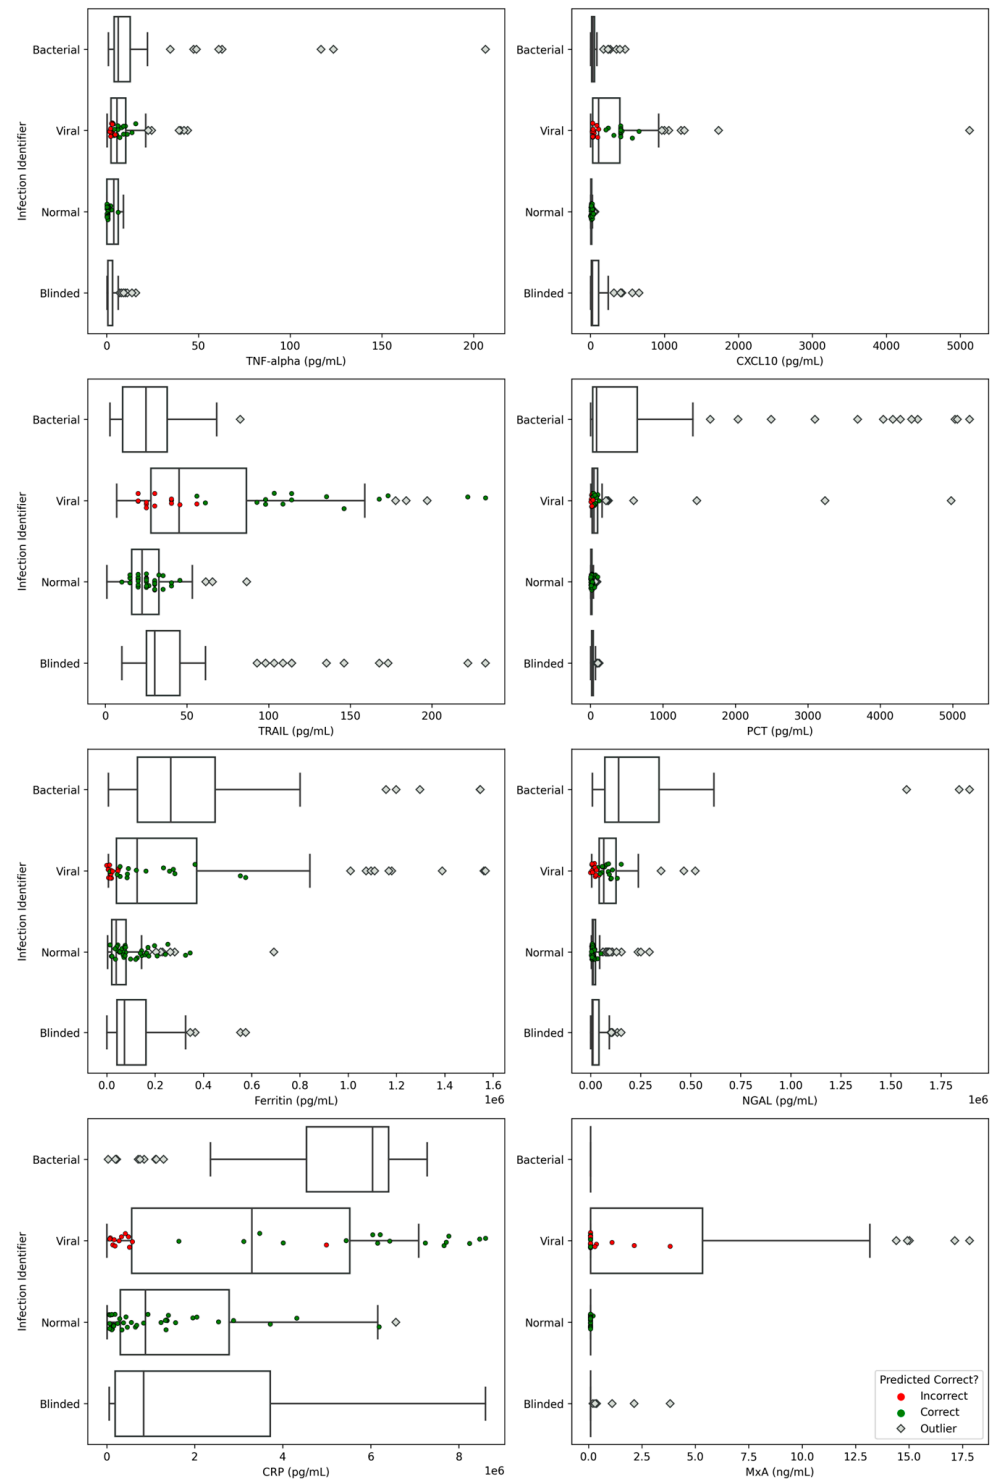 Bacterial
Viral
Normal
Blinded
Infection Identifier
0 50 100 150 200
TNF-alpha (pg/mL)
Bacterial
Viral
Normal
Blinded
0 1000 2000 3000 4000 5000
CXCL10 (pg/mL)
Bacterial
Viral
Normal
Blinded
Infection Identifier
0 50 100 150 200
TRAIL (pg/mL)
Bacterial
Viral
Normal
Blinded
0 1000 2000 3000 4000 5000
PCT (pg/mL)
Bacterial
Viral
Normal
Blinded
Infection Identifier
0.0 0.2 0.4 0.6 0.8 1.0 1.2 1.4 1.6
Ferritin (pg/mL)
1e6
Bacterial
Viral
Normal
Blinded
0.00 0.25 0.50 0.75 1.00 1.25 1.50 1.75
NGAL (pg/mL)
1e6
Bacterial
Viral
Normal
Blinded
Infection Identifier
0 2 4 6 8
CRP (pg/mL)
1e6
Bacterial
Viral
Normal
Blinded
0.0 2.5 5.0 7.5 10.0 12.5 15.0 17.5
MxA (ng/mL)
Predicted Correct?
Incorrect
Correct
Outlier